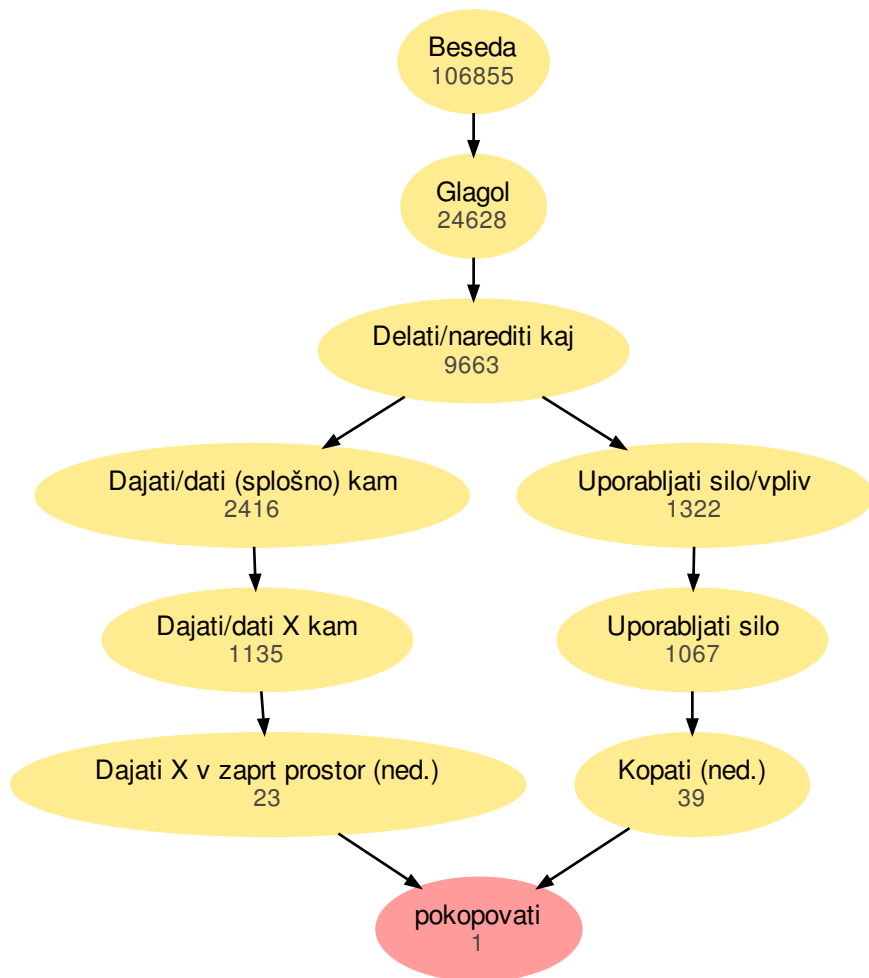 Beseda
106855
Glagol
24628
Delati/narediti kaj
9663
Dajati/dati (splošno) kam
2416
Uporabljati silo/vpliv
1322
Dajati/dati X kam
1135
Uporabljati silo
1067
Dajati X v zaprt prostor (ned.)
23
Kopati (ned.)
39
pokopovati
1